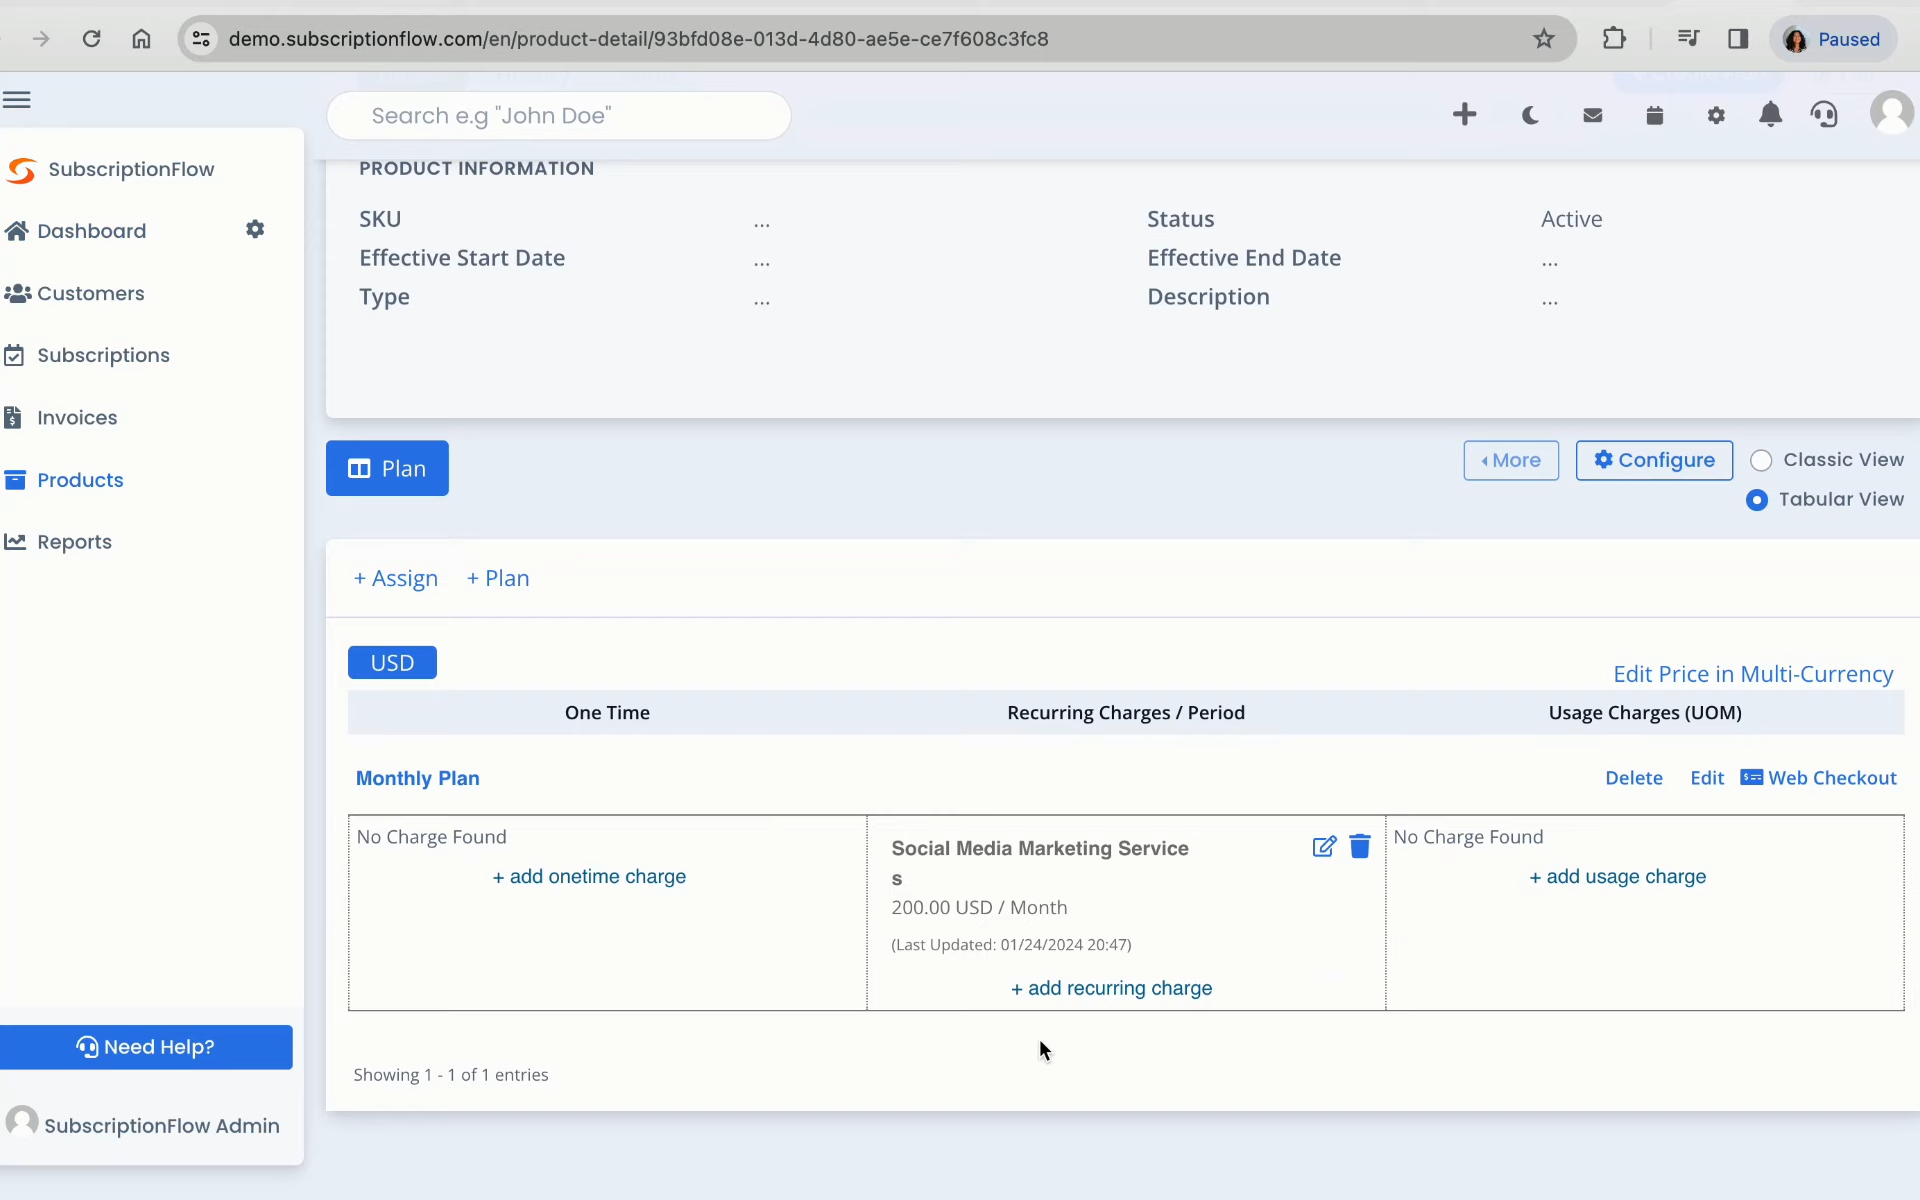 demo.subscriptionflow.com/en/product-detail/93bfd08e-013d-4d80-ae5e-ce7f608c3fc8
Paused
Search e.g "John Doe"
SubscriptionFlow
Dashboard
Customers
Subscriptions
Invoices
Products
Reports
Need Help?
SubscriptionFlow Admin
PRODUCT INFORMATION
SKU ... Status Active
Effective Start Date ... Effective End Date ...
Type ... Description ...
Plan
More
Configure
Classic View
Tabular View
+ Assign + Plan
USD
Edit Price in Multi-Currency
One Time Recurring Charges / Period Usage Charges (UOM)
Monthly Plan Delete Edit Web Checkout
No Charge Found
+ add onetime charge
Social Media Marketing Service
s
200.00 USD / Month
(Last Updated: 01/24/2024 20:47)
+ add recurring charge
No Charge Found
+ add usage charge
Showing 1 - 1 of 1 entries